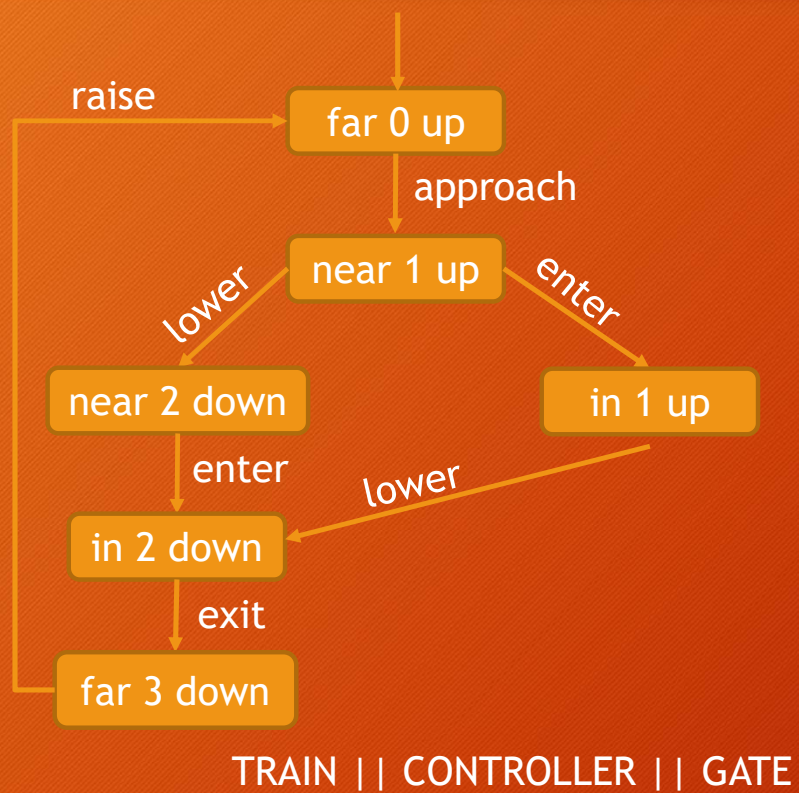 raise
far 0 up
approach
near 1 up
lower
enter
near 2 down
in 1 up
enter
lower
in 2 down
exit
far 3 down
TRAIN || CONTROLLER || GATE